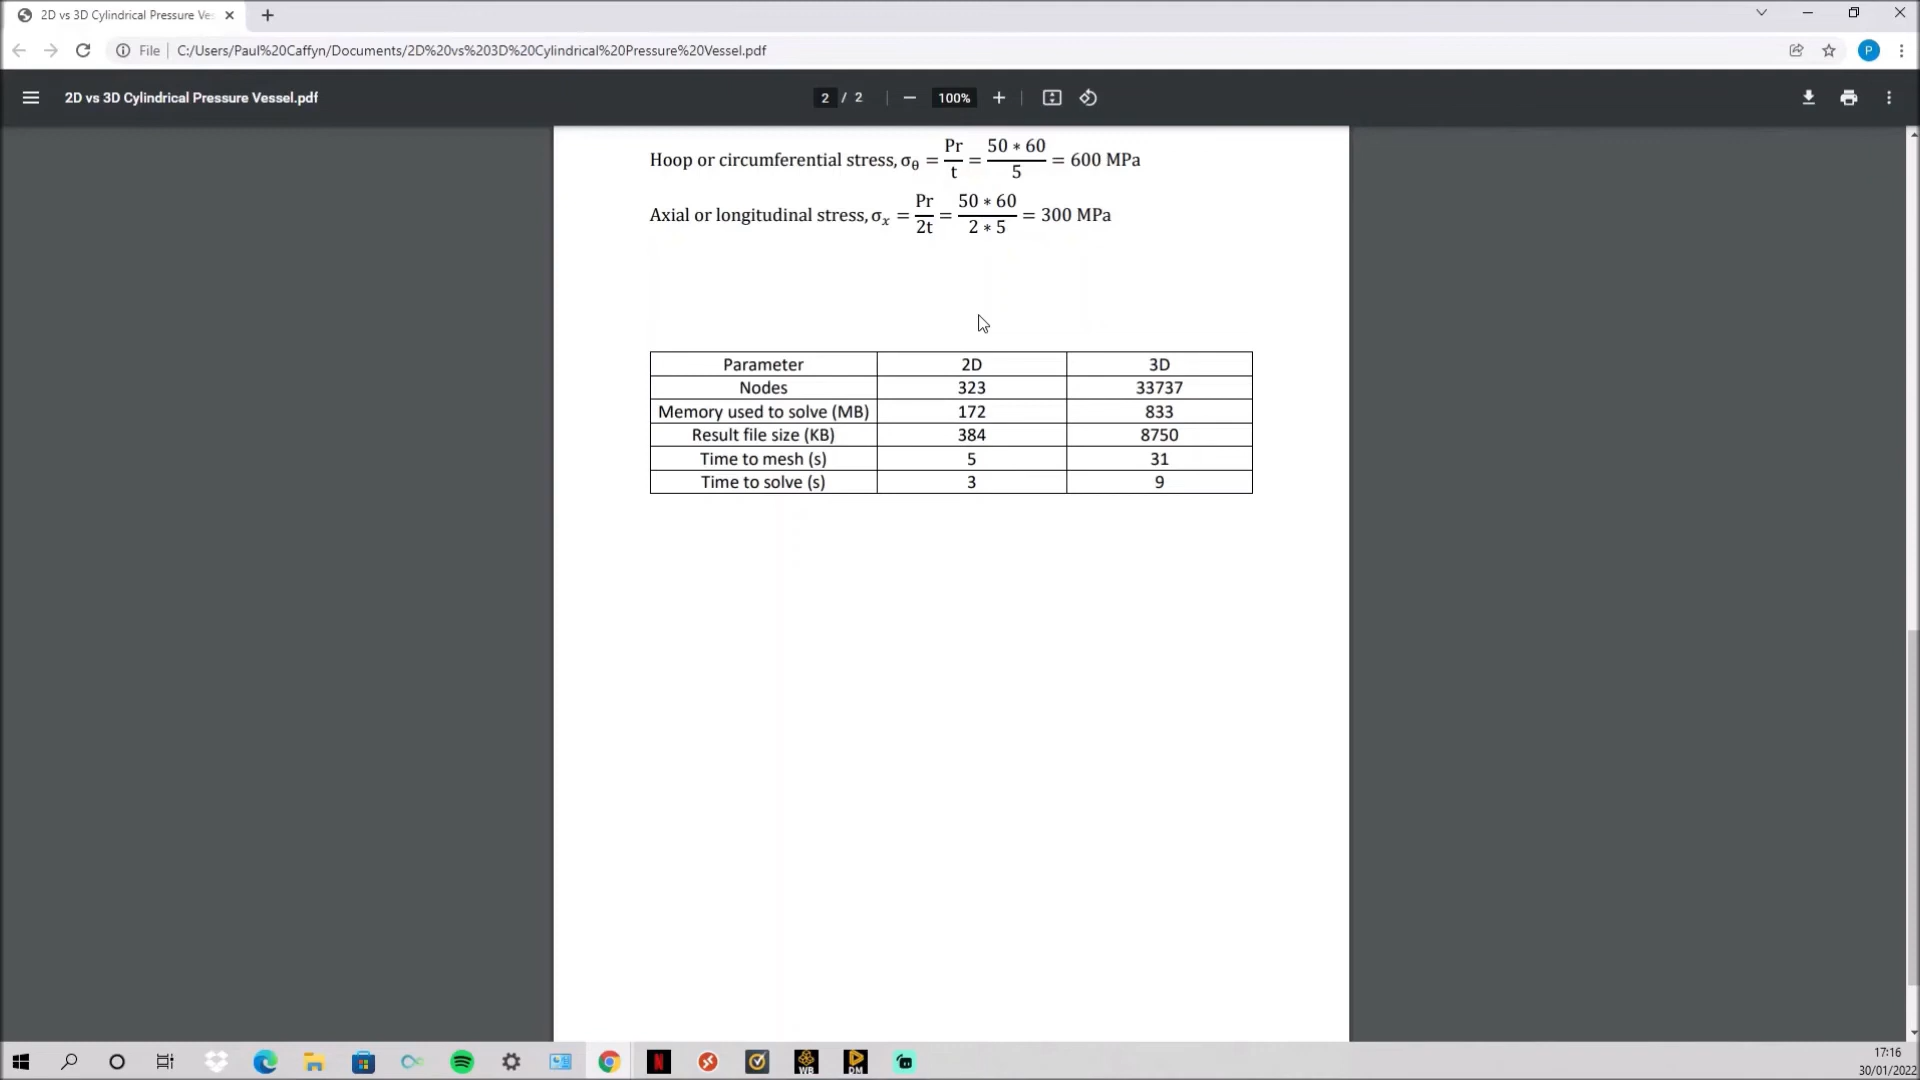 2D vs 3D Cylindrical Pressure Ves
File
C:/Users/Paul%20Caffyn/Documents/2D%20vs%203D%20Cylindrical%20Pressure%20Vessel.pdf
P
2D vs 3D Cylindrical Pressure Vessel.pdf
2 / 2
100%
Hoop or circumferential stress, σθ = Pr/t = 50 * 60/5 = 600 MPa
Axial or longitudinal stress, σx = Pr/2t = 50 * 60/2 * 5 = 300 MPa
Parameter 2D 3D
Nodes 323 33737
Memory used to solve (MB) 172 833
Result file size (KB) 384 8750
Time to mesh (s) 5 31
Time to solve (s) 3 9
N
WB
DM
17:16
30/01/2022